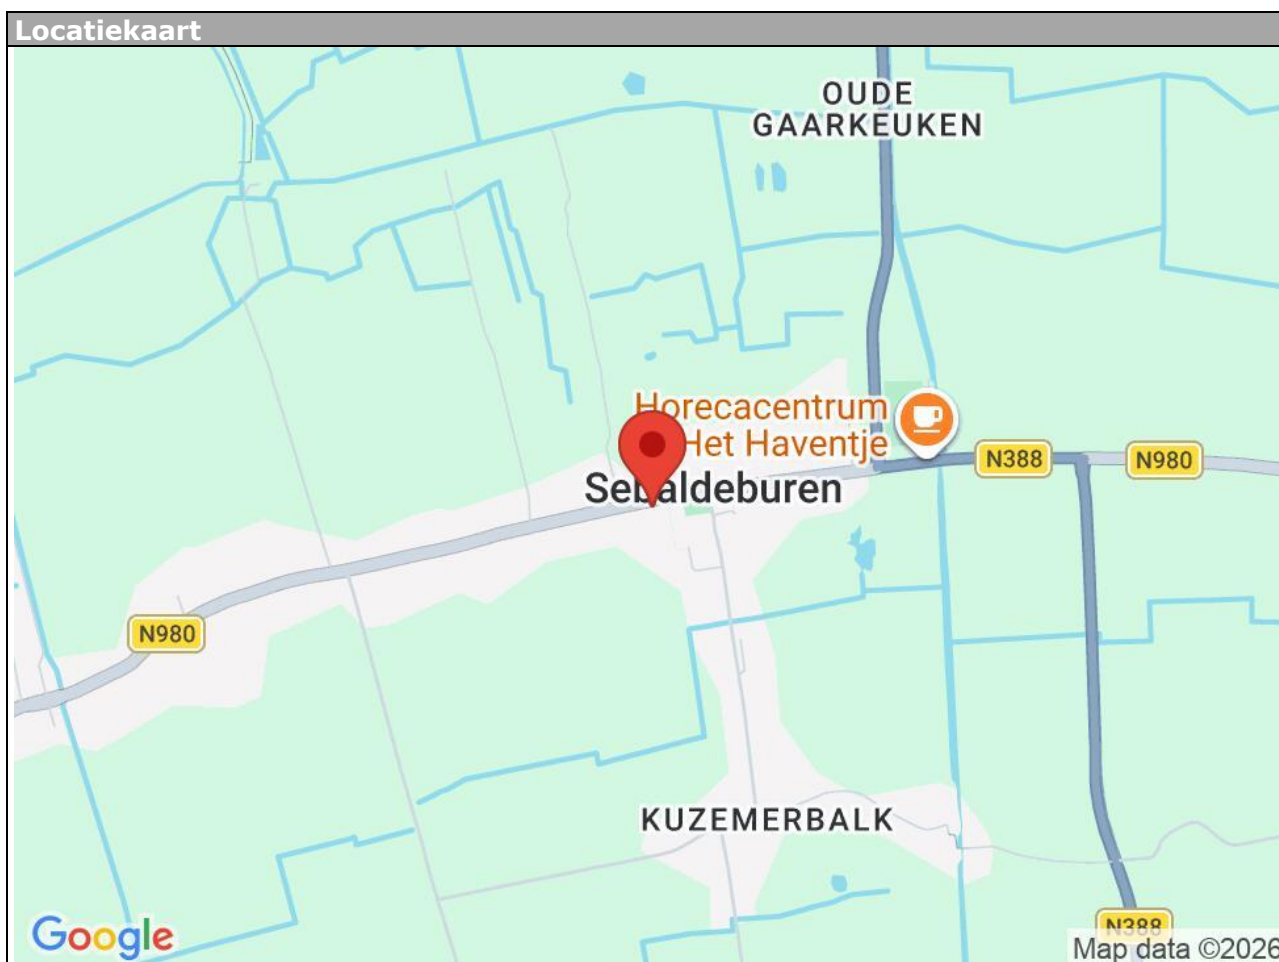 Locatiekaart
OUDE
GAARKEUKEN
Horecacentrum
Het Haventje
N388
N980
Sebaldeburen
N980
KUZEMERBALK
N388
Google
Map data ©2026